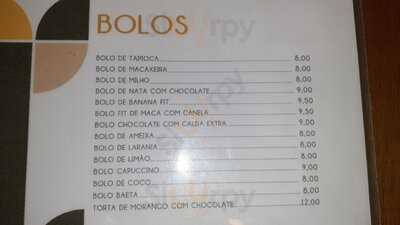 BOLOS
BOLO DE TAPIOCA 8,00
BOLO DE MACAXEIRA 8,00
BOLO DE MILHO 8,00
BOLO DE NATA COM CHOCOLATE 9,00
BOLO DE BANANA FIT 9,50
BOLO FIT DE MACA COM CANELA 9,50
BOLO CHOCOLATE COM CALDA EXTRA 9,00
BOLO DE AMEIXA 8,00
BOLO DE LARANJA 8,00
BOLO DE LIMÃO 8,00
BOLO CAPUCCINO 9,00
BOLO DE COCO 8,00
BOLO BAETA 8,00
TORTA DE MORANGO COM CHOCOLATE 12,00